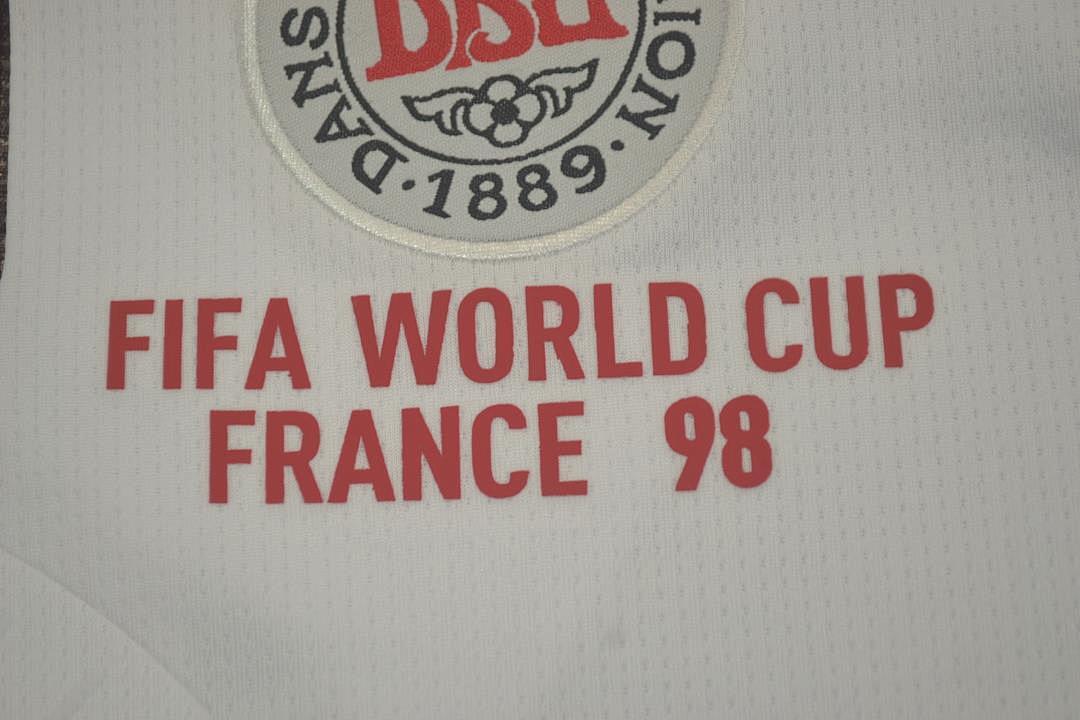 DBU
DANS
ION
· 1889 ·
FIFA WORLD CUP
FRANCE 98